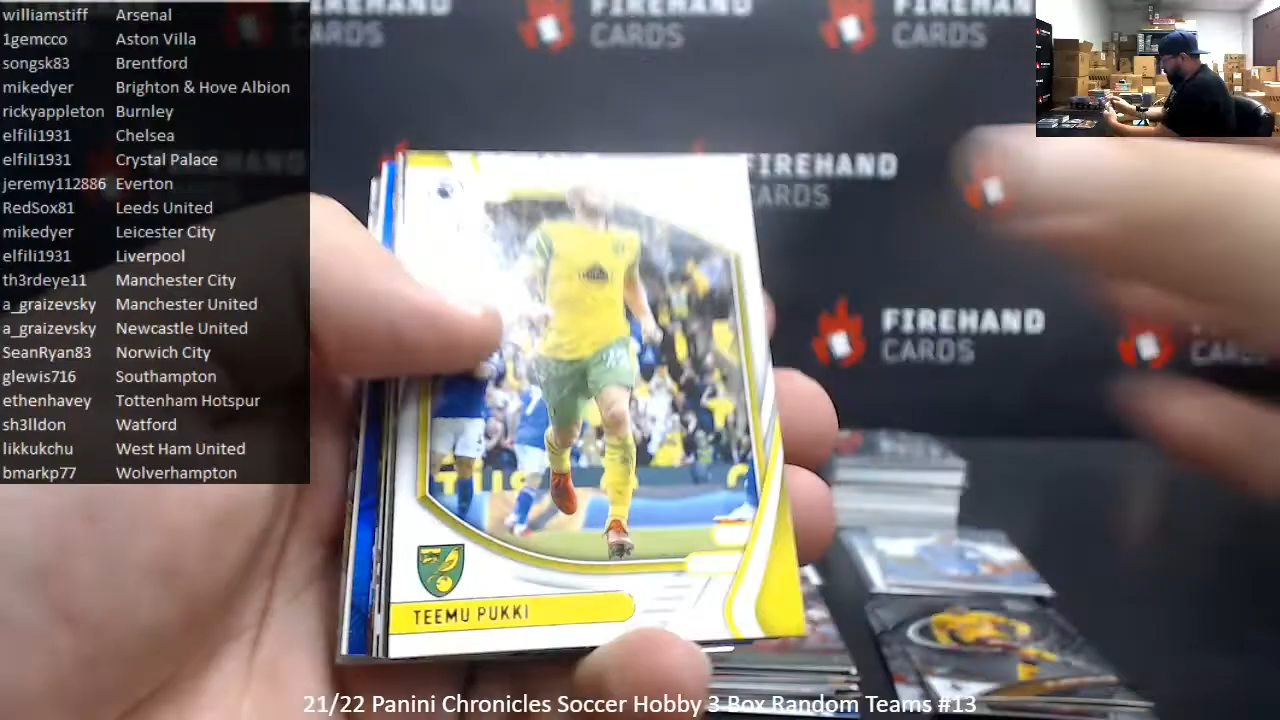 williamstiff Arsenal
1gemcco Aston Villa
songsk83 Brentford
mikedyer Brighton & Hove Albion
rickyappleton Burnley
elfili1931 Chelsea
elfili1931 Crystal Palace
jeremy112886 Everton
RedSox81 Leeds United
mikedyer Leicester City
elfili1931 Liverpool
th3rdeye11 Manchester City
a_graizevsky Manchester United
a_graizevsky Newcastle United
SeanRyan83 Norwich City
glewis716 Southampton
ethenhavey Tottenham Hotspur
sh3lldon Watford
likkukchu West Ham United
bmarkp77 Wolverhampton
FIREHAND
CARDS
FIREHAND
CARDS
FIREHAN
CARDS
FIREHAND
CARDS
FIREHAND
CARDS
TEEMU PUKKI
21/22 Panini Chronicles Soccer Hobby 3 Box Random Teams #13